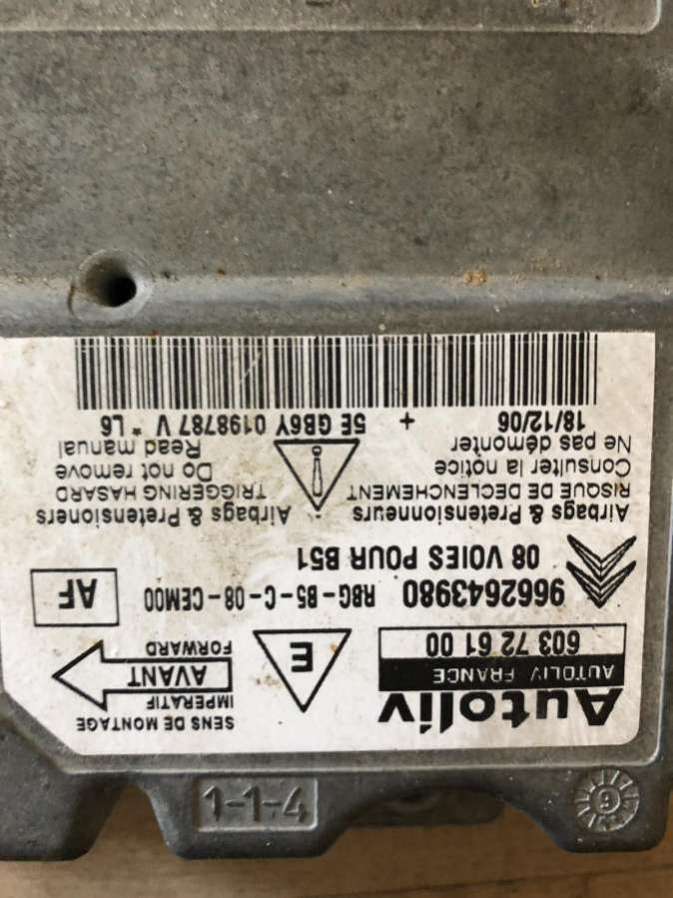 Autoliv
AUTOLIV FRANCE
603 72 61 00
E
SENS DE MONTAGE
IMPERATIF
AVANT
FORWARD
9662643980 RBG-B5-C-08-CEM00
08 VOIES POUR B51
AF
Airbags & Pretensionneurs
RISQUE DE DECLENCHEMENT
Consulter la notice
Ne pas démonter
Airbags & Pretensioners
TRIGGERING HASARD
Do not remove
Read manual
18/12/06 + 5E GB6Y 0198787 V * L6
1-1-4